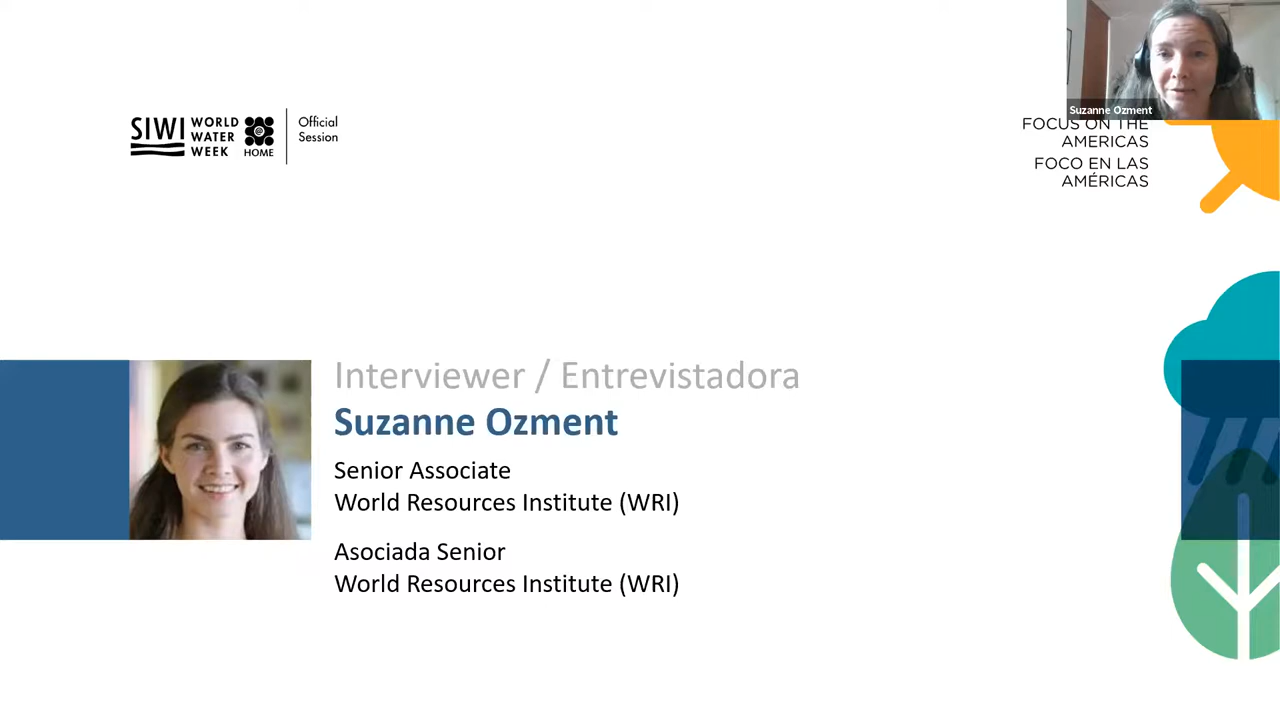 SIWI WORLD WATER WEEK
HOME
Official
Session
Suzanne Ozment
FOCUS ON THE
AMERICAS
FOCO EN LAS
AMÉRICAS
Interviewer / Entrevistadora
Suzanne Ozment
Senior Associate
World Resources Institute (WRI)
Asociada Senior
World Resources Institute (WRI)